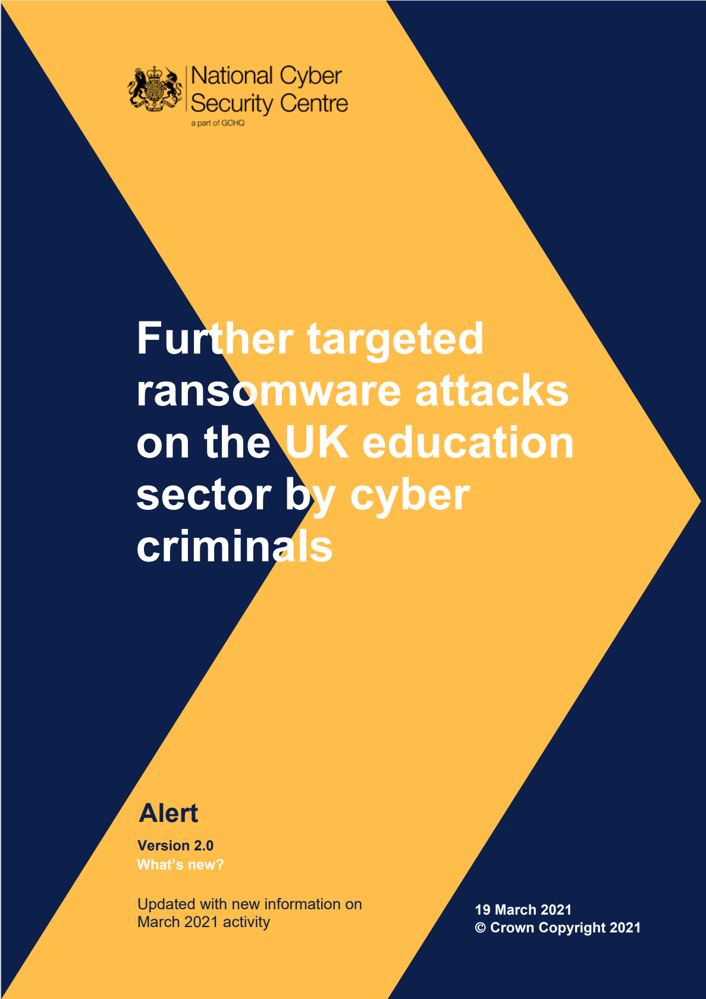 National Cyber
Security Centre
a part of GCHQ
Further targeted
ransomware attacks
on the UK education
sector by cyber
criminals
Alert
Version 2.0
What’s new?
Updated with new information on
March 2021 activity
19 March 2021
© Crown Copyright 2021